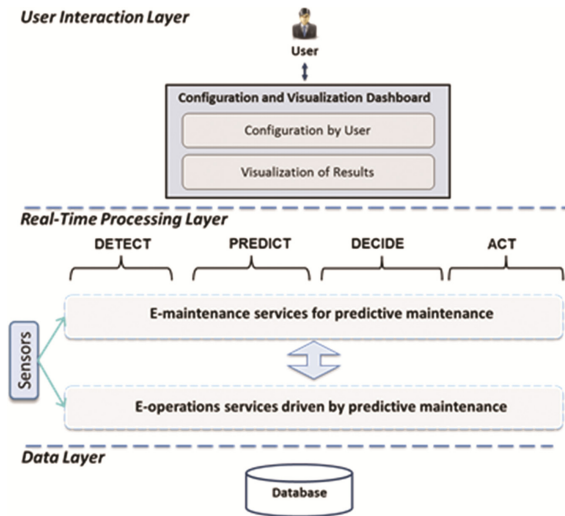 User Interaction Layer
User
Configuration and Visualization Dashboard
Configuration by User
Visualization of Results
Real-Time Processing Layer
DETECT PREDICT DECIDE ACT
E-maintenance services for predictive maintenance
Sensors
E-operations services driven by predictive maintenance
Data Layer
Database